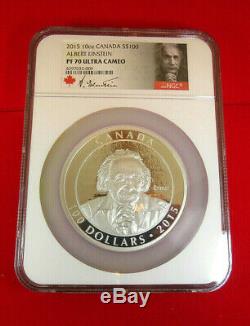 2015 10oz CANADA S$100
ALBERT EINSTEIN
PF 70 ULTRA CAMEO
NGC
CANADA
100 DOLLARS · 2015